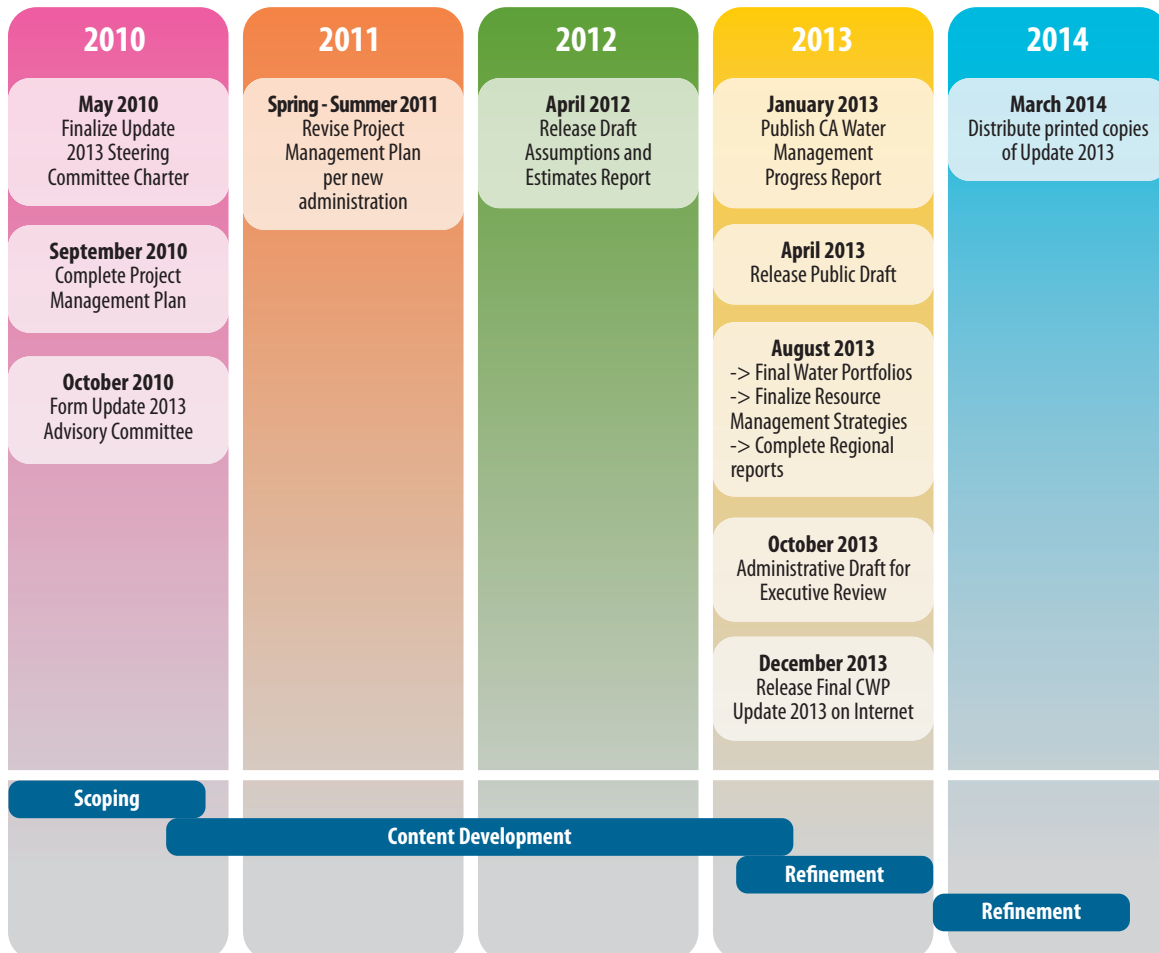 2010
May 2010
Finalize Update
2013 Steering
Committee Charter
September 2010
Complete Project
Management Plan
October 2010
Form Update 2013
Advisory Committee
2011
Spring - Summer 2011
Revise Project
Management Plan
per new
administration
2012
April 2012
Release Draft
Assumptions and
Estimates Report
2013
January 2013
Publish CA Water
Management
Progress Report
April 2013
Release Public Draft
August 2013
-> Final Water Portfolios
-> Finalize Resource
Management Strategies
-> Complete Regional
reports
October 2013
Administrative Draft for
Executive Review
December 2013
Release Final CWP
Update 2013 on Internet
2014
March 2014
Distribute printed copies
of Update 2013
Scoping
Content Development
Refinement
Refinement